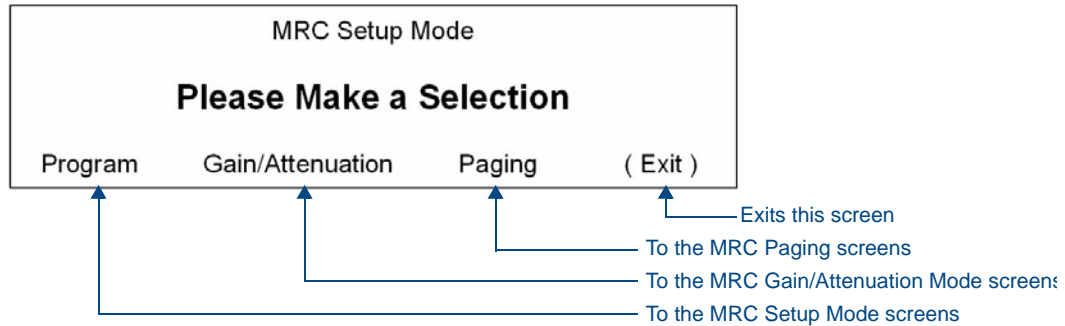 MRC Setup Mode
Please Make a Selection
Program Gain/Attenuation Paging ( Exit )
Exits this screen
To the MRC Paging screens
To the MRC Gain/Attenuation Mode screens
To the MRC Setup Mode screens